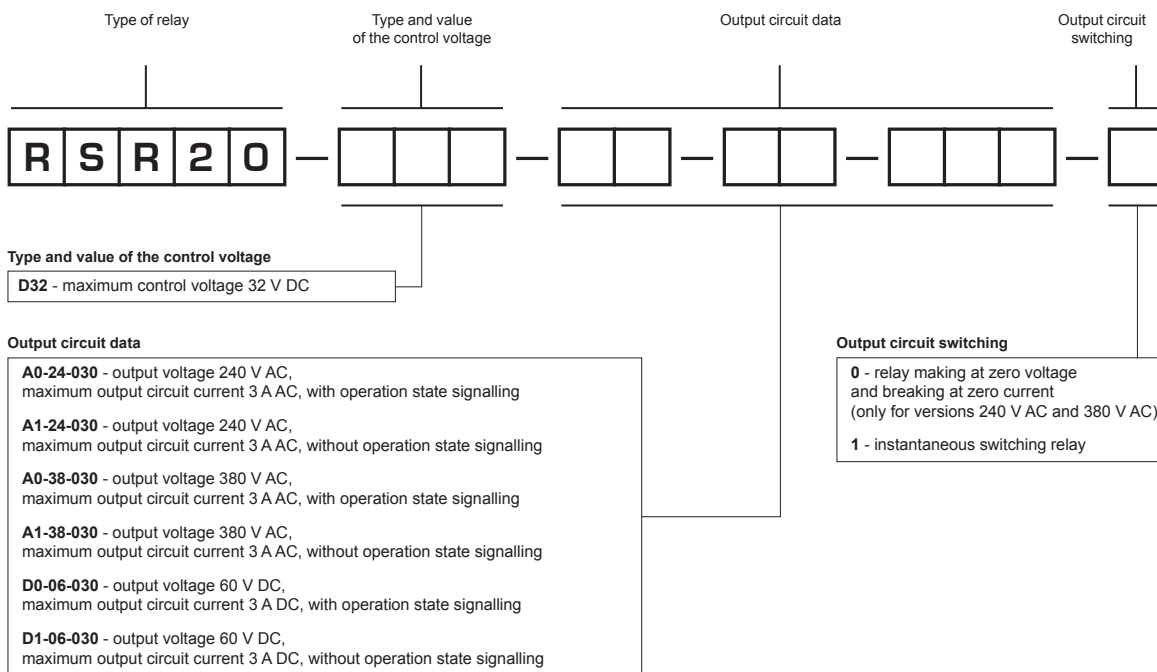 Type of relay
Type and value
of the control voltage
Output circuit data
Output circuit
switching
RSR20 — — — — —
Type and value of the control voltage
D32 - maximum control voltage 32 V DC
Output circuit data
A0-24-030 - output voltage 240 V AC,
maximum output circuit current 3 A AC, with operation state signalling
A1-24-030 - output voltage 240 V AC,
maximum output circuit current 3 A AC, without operation state signalling
A0-38-030 - output voltage 380 V AC,
maximum output circuit current 3 A AC, with operation state signalling
A1-38-030 - output voltage 380 V AC,
maximum output circuit current 3 A AC, without operation state signalling
D0-06-030 - output voltage 60 V DC,
maximum output circuit current 3 A DC, with operation state signalling
D1-06-030 - output voltage 60 V DC,
maximum output circuit current 3 A DC, without operation state signalling
Output circuit switching
0 - relay making at zero voltage
and breaking at zero current
(only for versions 240 V AC and 380 V AC)
1 - instantaneous switching relay